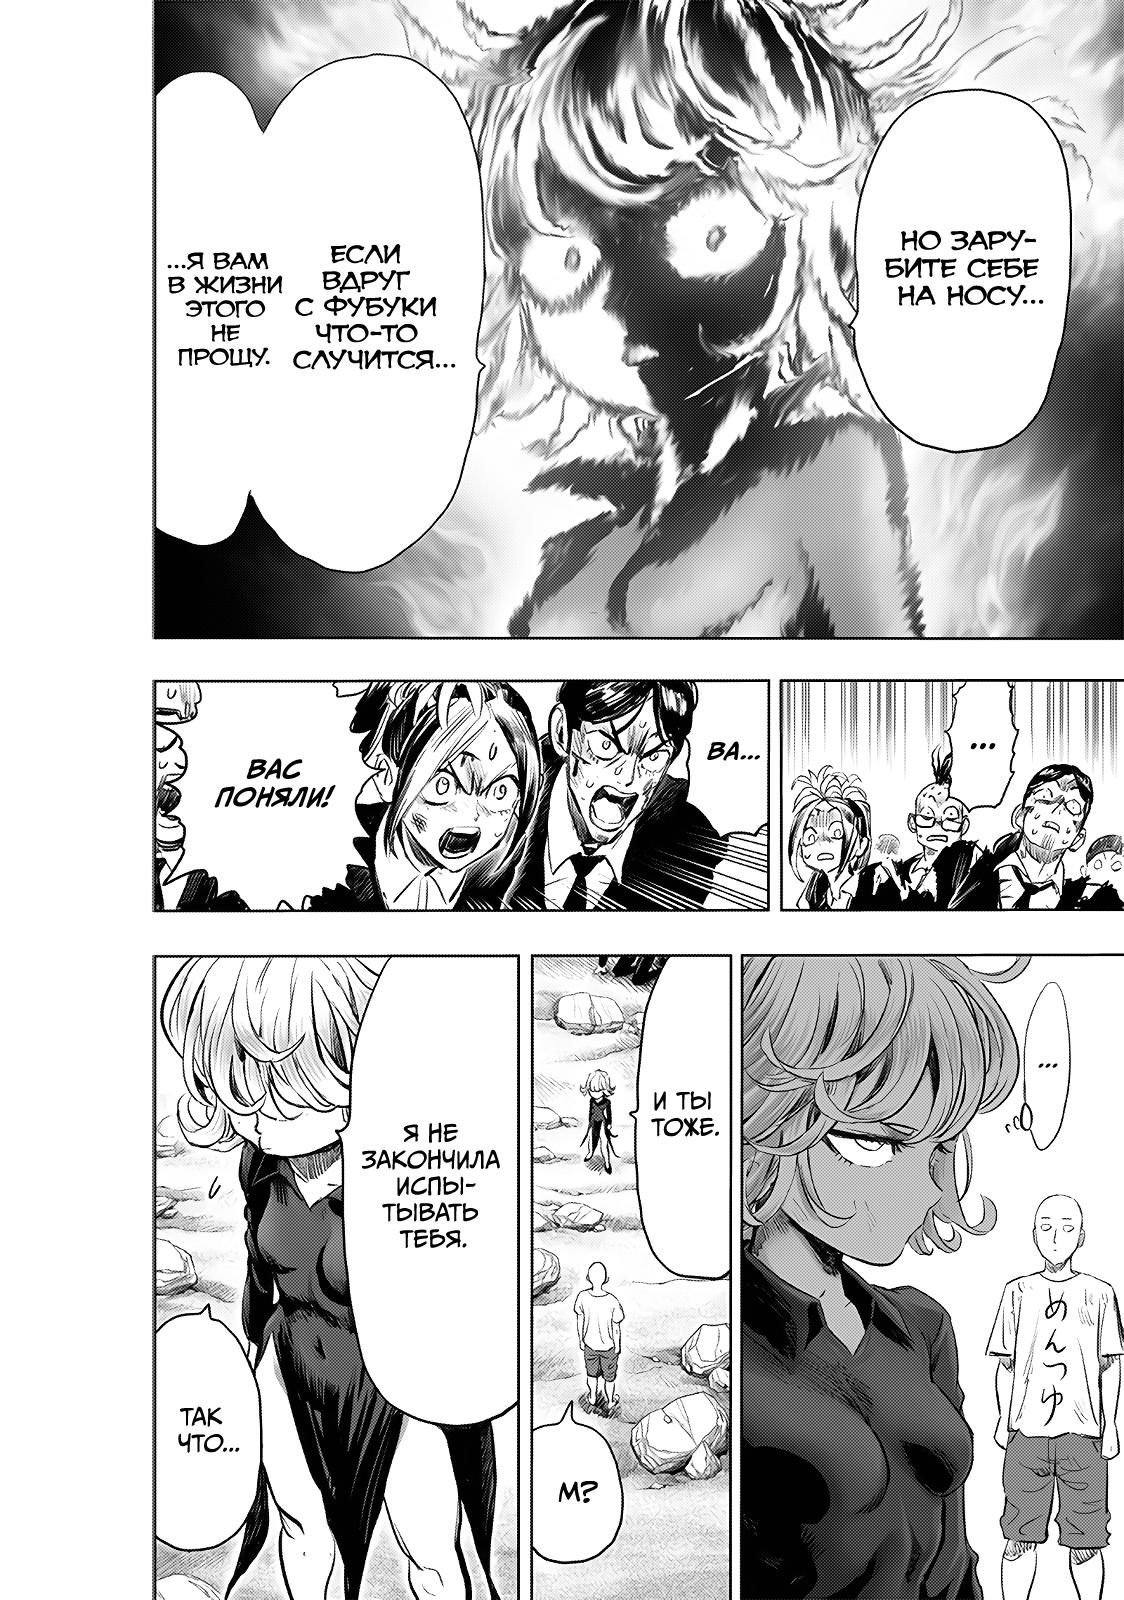 НО ЗАРУ-
БИТЕ СЕБЕ
НА НОСУ...
ЕСЛИ
ВДРУГ
С ФУБУКИ
ЧТО-ТО
СЛУЧИТСЯ...
...Я ВАМ
В ЖИЗНИ
ЭТОГО
НЕ
ПРОЩУ.
...
ВА...
ВАС
ПОНЯЛИ!
...
めんつゆ
И ТЫ
ТОЖЕ.
М?
Я НЕ
ЗАКОНЧИЛА
ИСПЫ-
ТЫВАТЬ
ТЕБЯ.
ТАК
ЧТО...